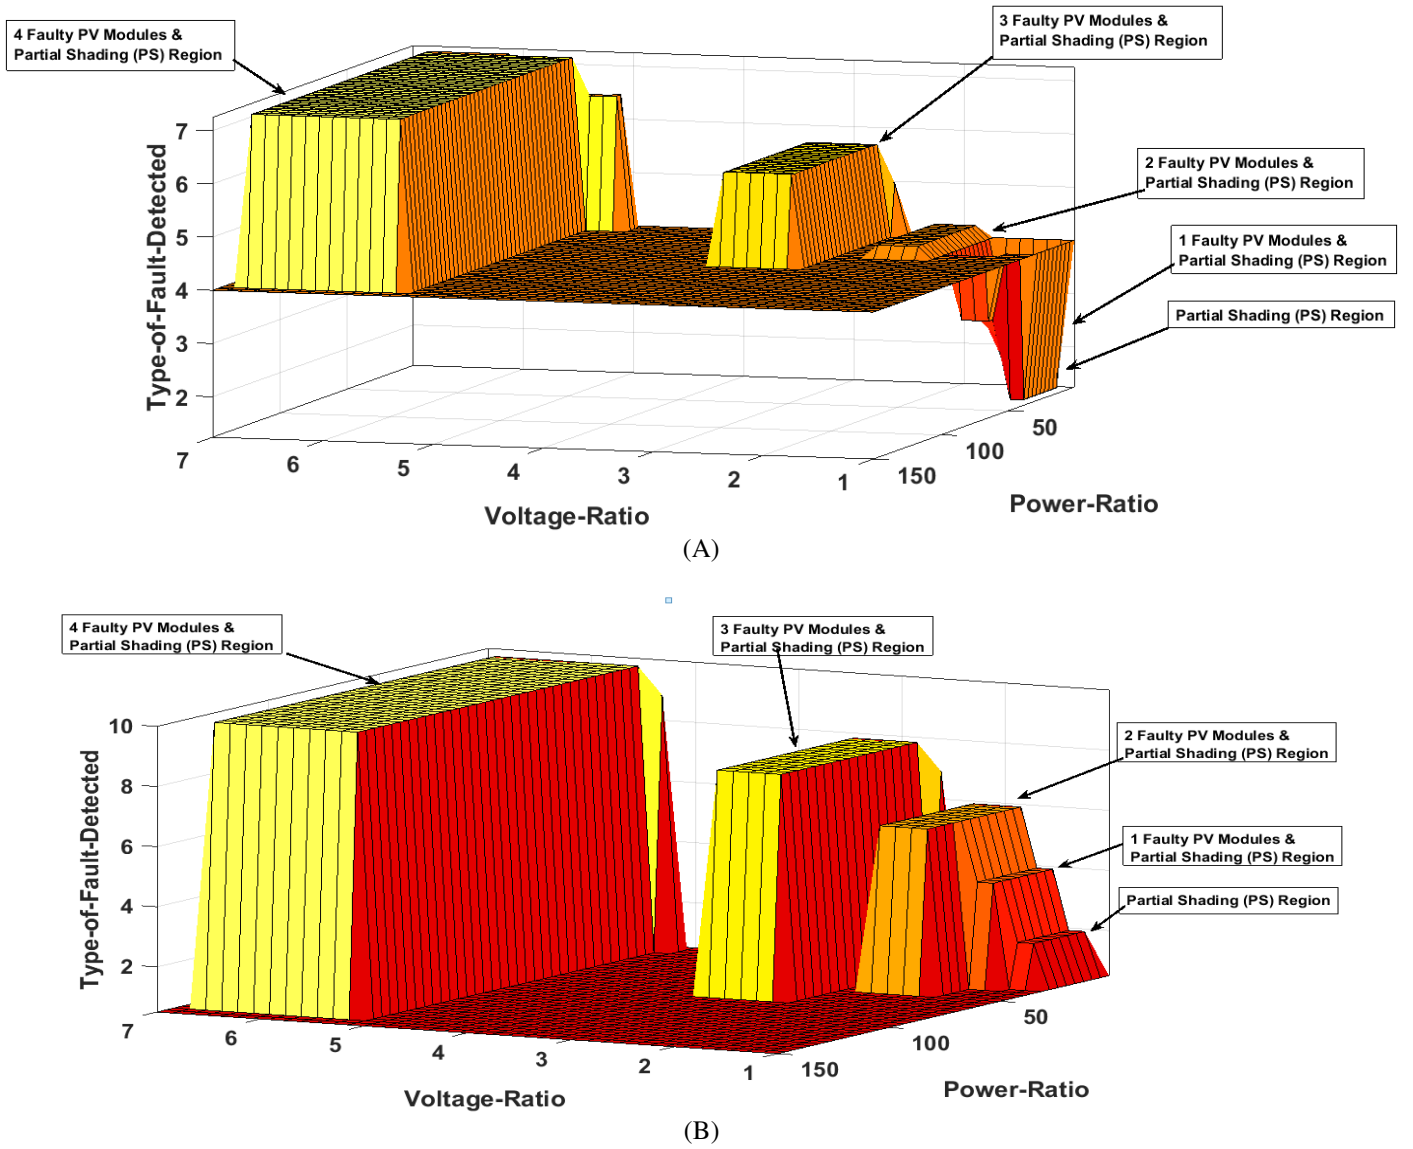 4 Faulty PV Modules &
Partial Shading (PS) Region
3 Faulty PV Modules &
Partial Shading (PS) Region
2 Faulty PV Modules &
Partial Shading (PS) Region
1 Faulty PV Modules &
Partial Shading (PS) Region
Partial Shading (PS) Region
Type-of-Fault-Detected
7
6
5
4
3
2
7
6
5
4
3
2
1
Voltage-Ratio
150
100
50
Power-Ratio
(A)
4 Faulty PV Modules &
Partial Shading (PS) Region
3 Faulty PV Modules &
Partial Shading (PS) Region
2 Faulty PV Modules &
Partial Shading (PS) Region
1 Faulty PV Modules &
Partial Shading (PS) Region
Partial Shading (PS) Region
Type-of-Fault-Detected
10
8
6
4
2
7
6
5
4
3
2
1
Voltage-Ratio
150
100
50
Power-Ratio
(B)